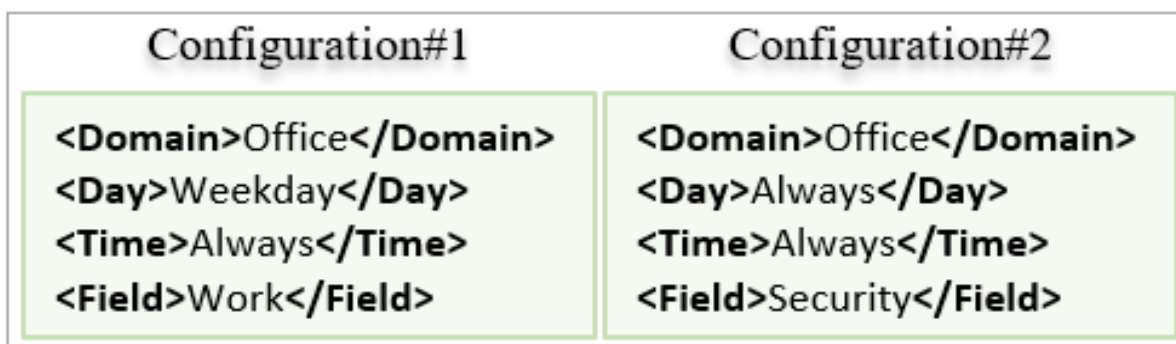 Configuration#1
<Domain>Office</Domain>
<Day>Weekday</Day>
<Time>Always</Time>
<Field>Work</Field>
Configuration#2
<Domain>Office</Domain>
<Day>Always</Day>
<Time>Always</Time>
<Field>Security</Field>